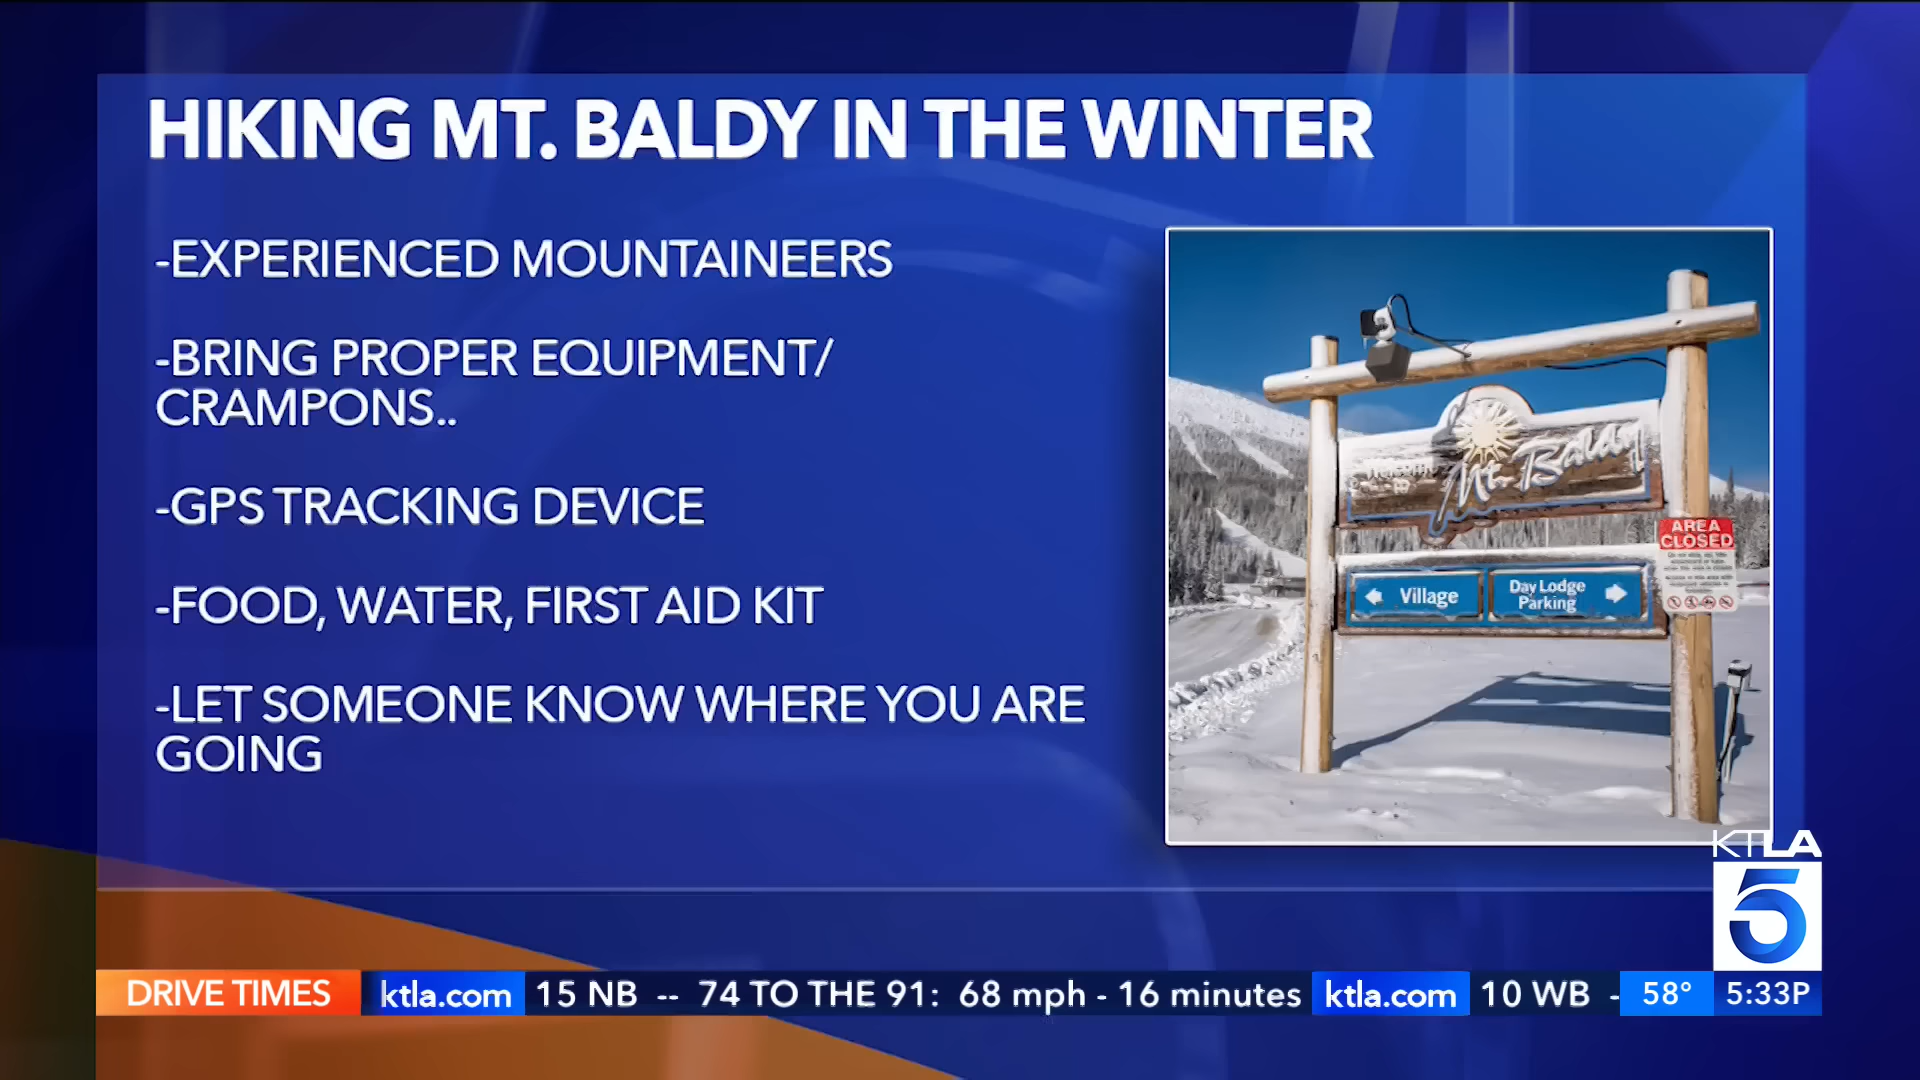 HIKING MT. BALDY IN THE WINTER
-EXPERIENCED MOUNTAINEERS
-BRING PROPER EQUIPMENT/
CRAMPONS..
-GPS TRACKING DEVICE
-FOOD, WATER, FIRST AID KIT
-LET SOMEONE KNOW WHERE YOU ARE
GOING
Mt. Baldy
AREA
CLOSED
Village
Day Lodge
Parking
KTLA
5
DRIVE TIMES
ktla.com
15 NB -- 74 TO THE 91: 68 mph - 16 minutes
ktla.com
10 WB -
58°
5:33P